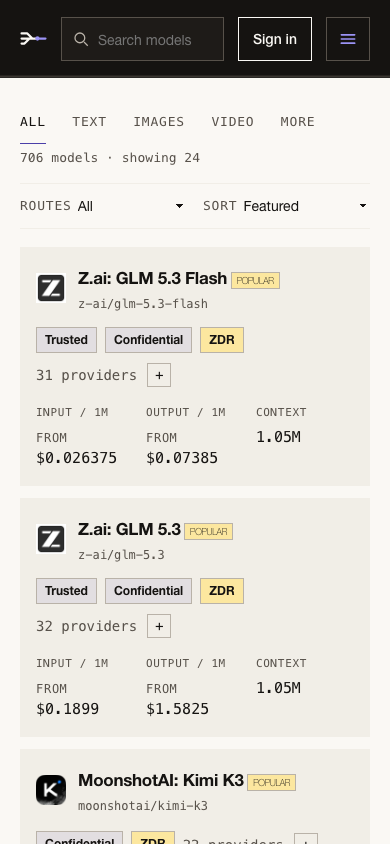 Search models
Sign in
ALL TEXT IMAGES VIDEO MORE
706 models · showing 24
ROUTES All SORT Featured
Z.ai: GLM 5.3 Flash POPULAR
z-ai/glm-5.3-flash
Trusted Confidential ZDR
31 providers +
INPUT / 1M OUTPUT / 1M CONTEXT
FROM FROM 1.05M
$0.026375 $0.07385
Z.ai: GLM 5.3 POPULAR
z-ai/glm-5.3
Trusted Confidential ZDR
32 providers +
INPUT / 1M OUTPUT / 1M CONTEXT
FROM FROM 1.05M
$0.1899 $1.5825
MoonshotAI: Kimi K3 POPULAR
moonshotai/kimi-k3
Confidential ZDR 22 providers +